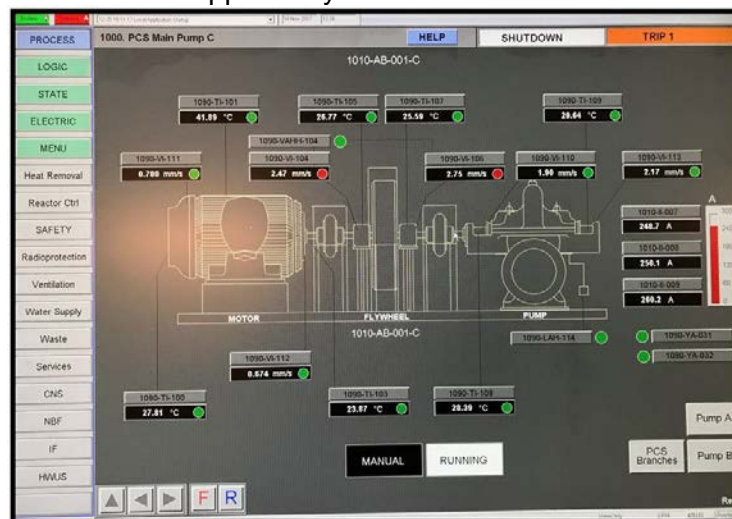 1000. PCS Main Pump C
HELP
SHUTDOWN
TRIP 1
PROCESS
LOGIC
STATE
ELECTRIC
MENU
Heat Removal
Reactor Ctrl
SAFETY
Radioprotection
Ventilation
Water Supply
Waste
Services
CNS
NBF
IF
HWUS
1010-AB-001-C
1090-TI-101
41.89 °C
1090-TI-105
26.77 °C
1090-TI-107
25.59 °C
1090-TI-109
29.64 °C
1090-VAHH-104
1090-VI-111
0.780 mm/s
1090-VI-104
2.47 mm/s
1090-VI-106
2.75 mm/s
1090-VI-110
1.90 mm/s
1090-VI-113
2.17 mm/s
A
1010-II-007
248.7 A
1010-II-008
250.1 A
1010-II-009
260.2 A
MOTOR
FLYWHEEL
PUMP
1010-AB-001-C
1090-LAH-114
1090-YA-031
1090-YA-032
1090-VI-112
0.574 mm/s
1090-TI-100
27.81 °C
1090-TI-103
23.87 °C
1090-TI-108
28.39 °C
MANUAL
RUNNING
PCS Branches
Pump A
Pump B
F R